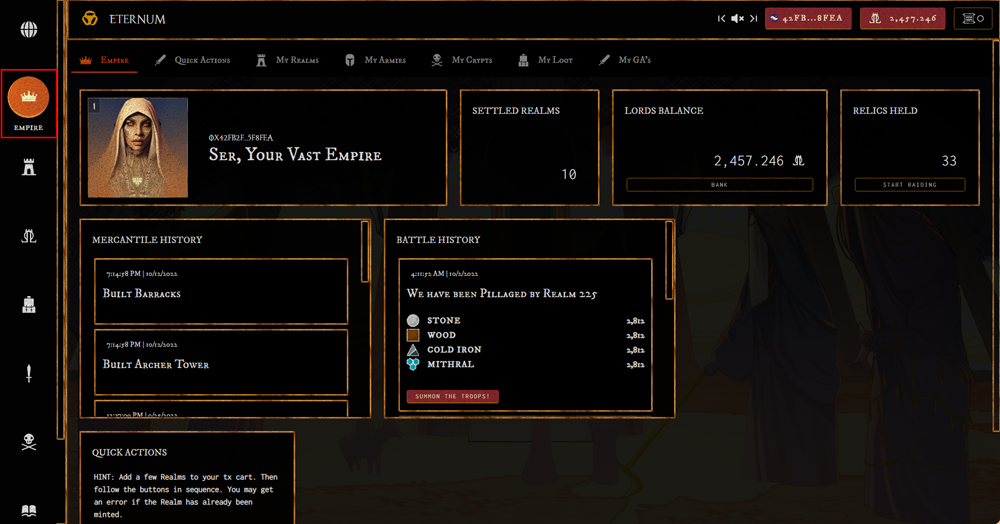 ETERNUM
42FB...8FEA
2,457.246
0
EMPIRE
Empire
Quick Actions
My Realms
My Armies
My Crypts
My Loot
My GA's
1
0X42FB2F...5F8FEA
Ser, Your Vast Empire
SETTLED REALMS
10
LORDS BALANCE
2,457.246
BANK
RELICS HELD
33
START RAIDING
MERCANTILE HISTORY
7:14:58 PM | 10/12/2022
Built Barracks
7:14:58 PM | 10/12/2022
Built Archer Tower
BATTLE HISTORY
4:11:52 AM | 10/2/2022
We have been Pillaged by Realm 225
STONE 2,812
WOOD 2,812
COLD IRON 2,812
MITHRAL 2,812
SUMMON THE TROOPS!
QUICK ACTIONS
HINT: Add a few Realms to your tx cart. Then
follow the buttons in sequence. You may get
an error if the Realm has already been
minted.